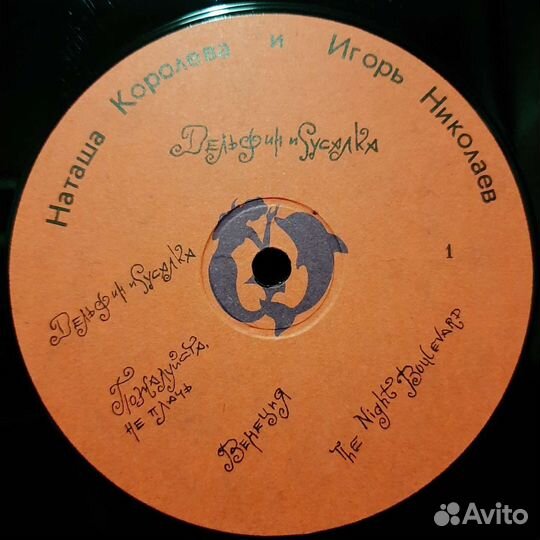 Наташа Королева и Игорь Николаев
Дельфин и Русалка
1
Дельфин и Русалка
Пожалуйста,
не плачь
Венеция
The Night Boulevard
Avito